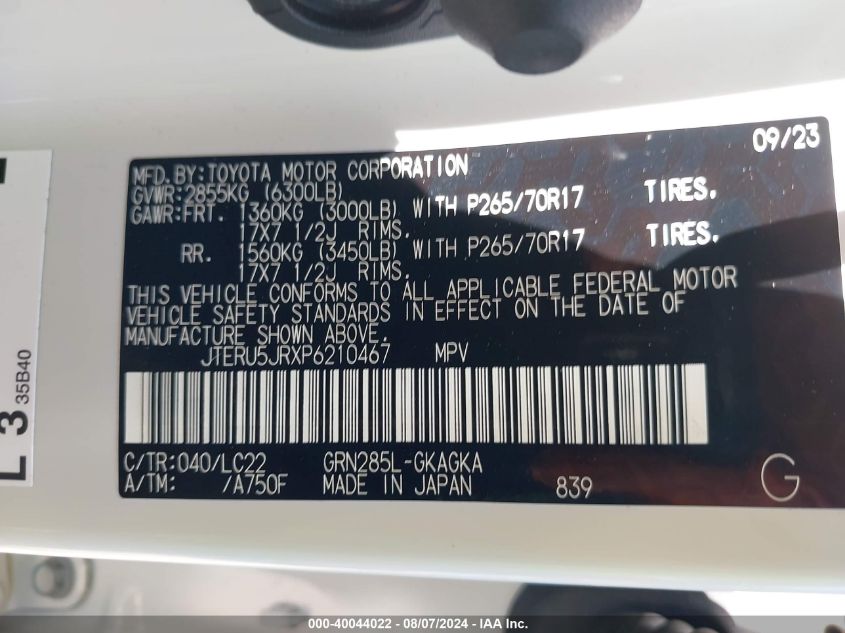 09/23
MFD.BY:TOYOTA MOTOR CORPORATION
GVWR:2855KG (6300LB)
GAWR:FRT. 1360KG (3000LB) WITH P265/70R17 TIRES.
17X7 1/2J RIMS.
RR. 1560KG (3450LB) WITH P265/70R17 TIRES.
17X7 1/2J RIMS.
THIS VEHICLE CONFORMS TO ALL APPLICABLE FEDERAL MOTOR
VEHICLE SAFETY STANDARDS IN EFFECT ON THE DATE OF
MANUFACTURE SHOWN ABOVE.
JTERU5JRXP6210467 MPV
C/TR:040/LC22 GRN285L-GKAGKA
A/TM: /A750F MADE IN JAPAN 839 G
L 3
35B40
000-40044022 - 08/07/2024 - IAA Inc.